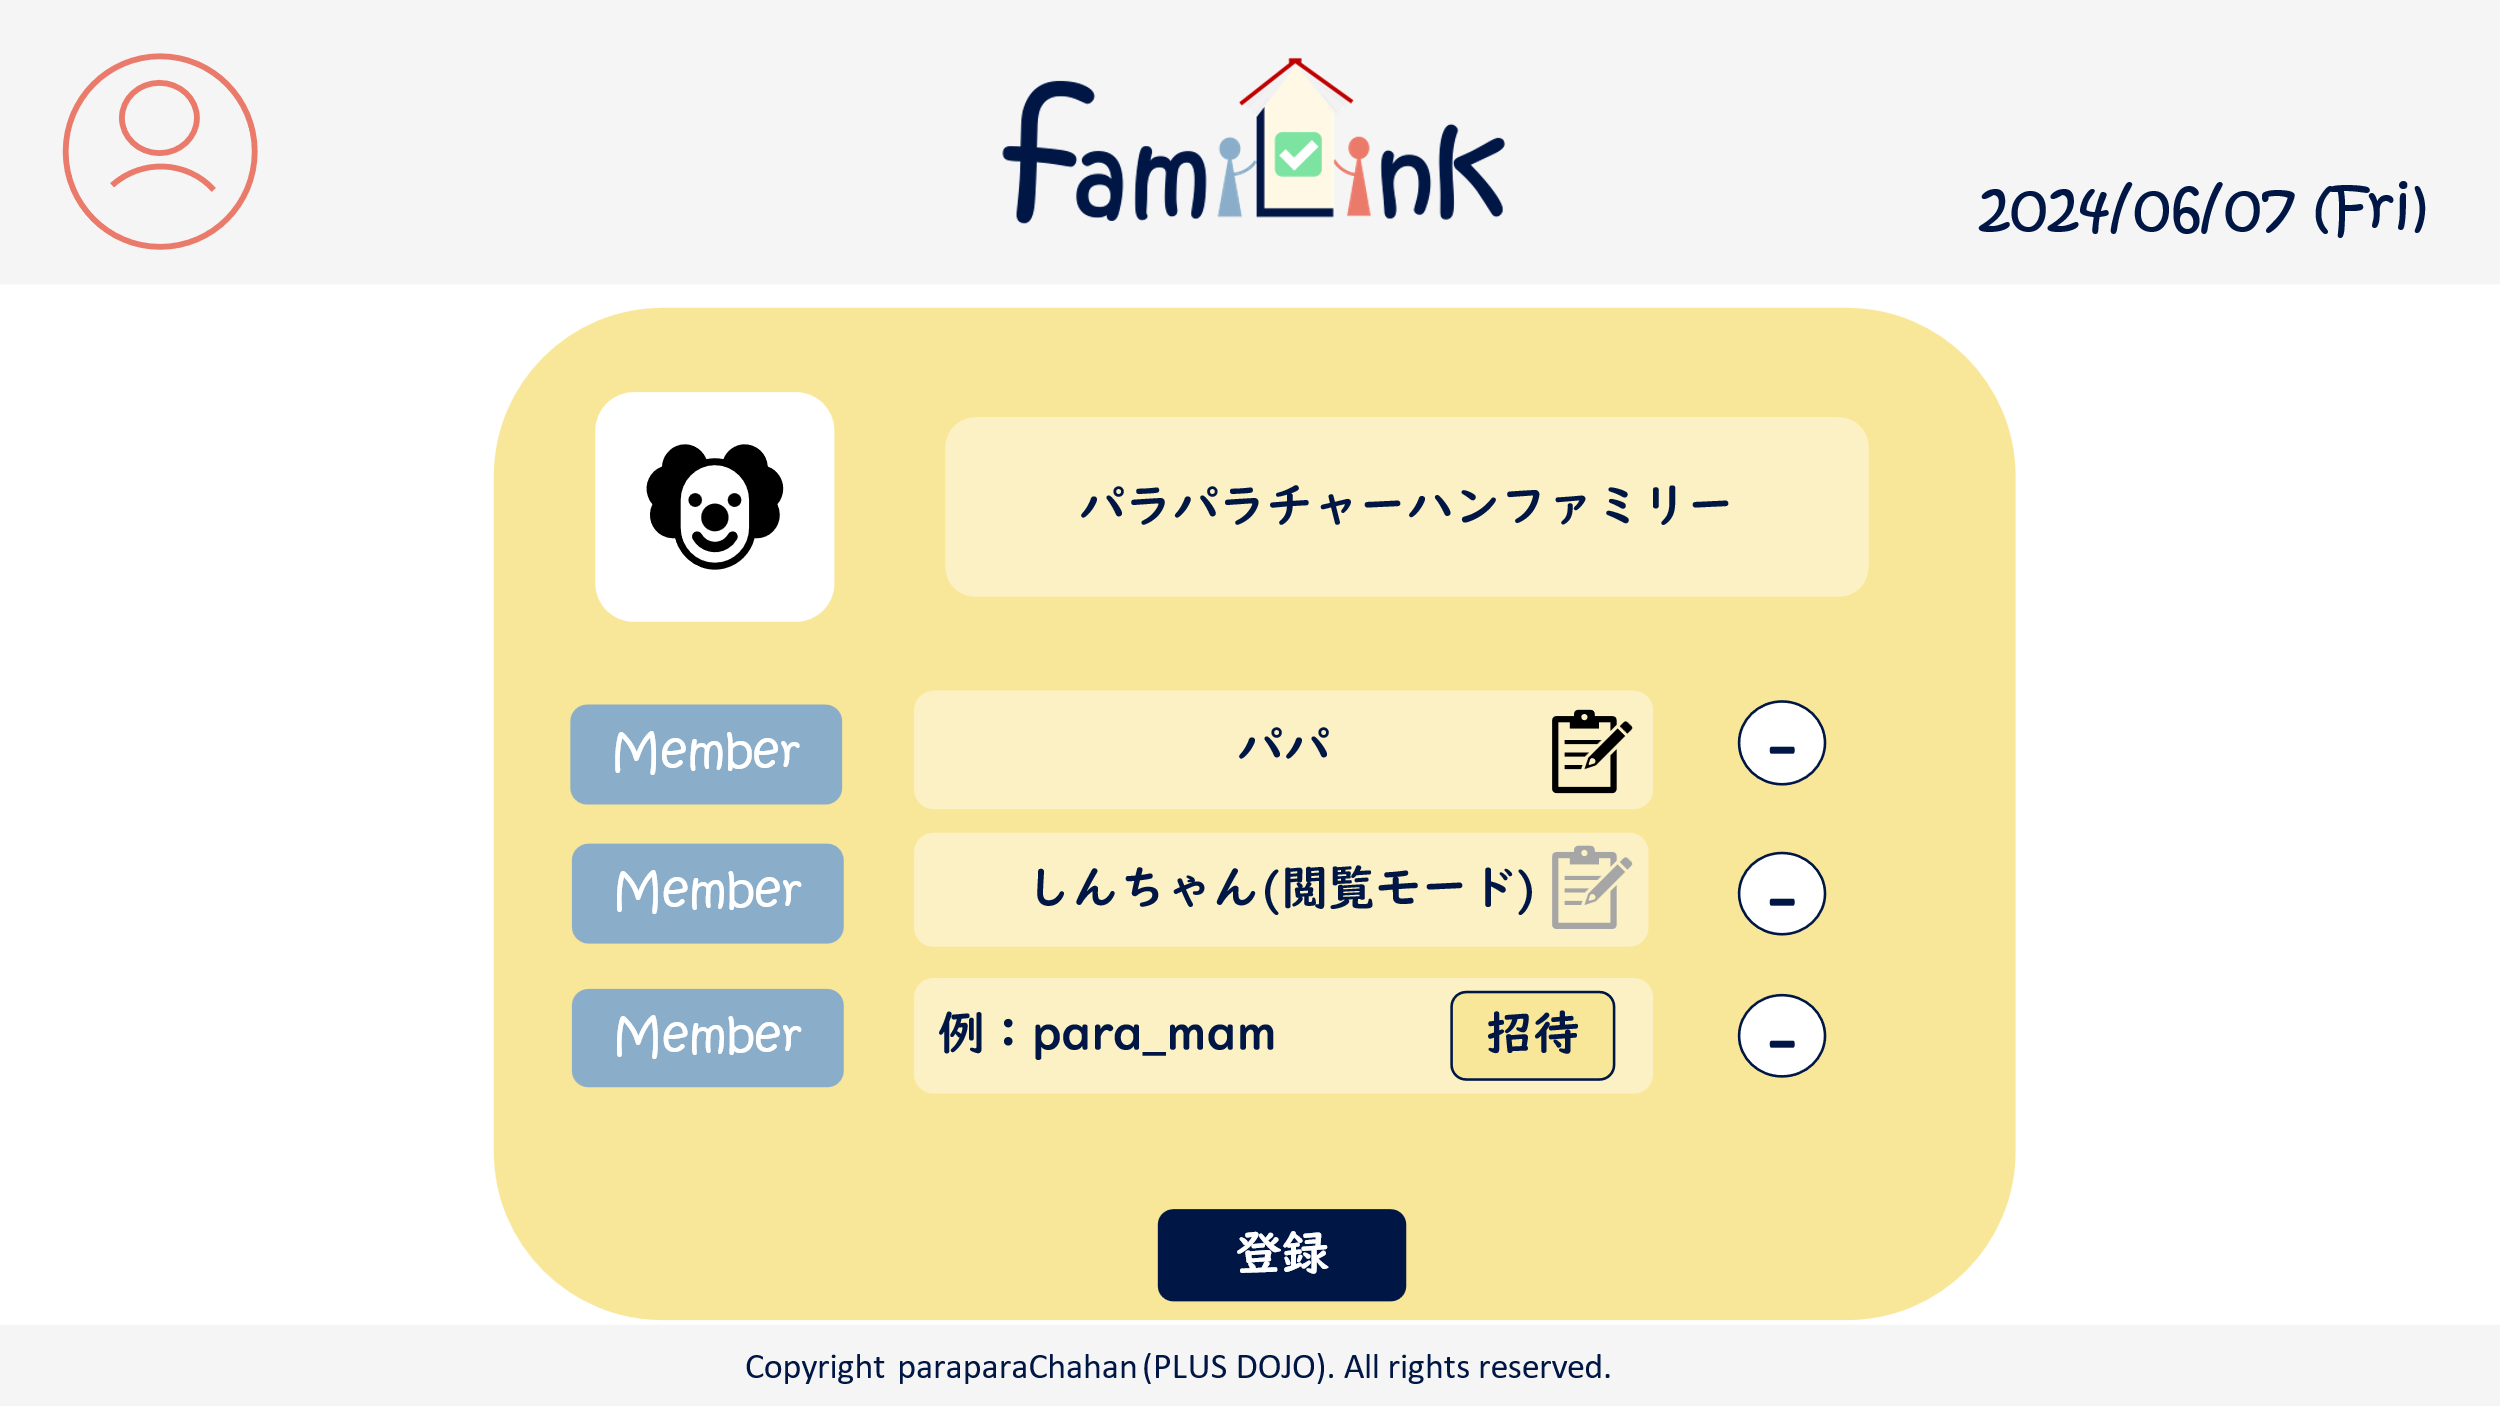 famLink
2024/06/07 (Fri)
パラパラチャーハンファミリー
Member
パパ
-
Member
しんちゃん(閲覧モード)
-
Member
例：para_mam
招待
-
登録
Copyright paraparaChahan(PLUS DOJO). All rights reserved.